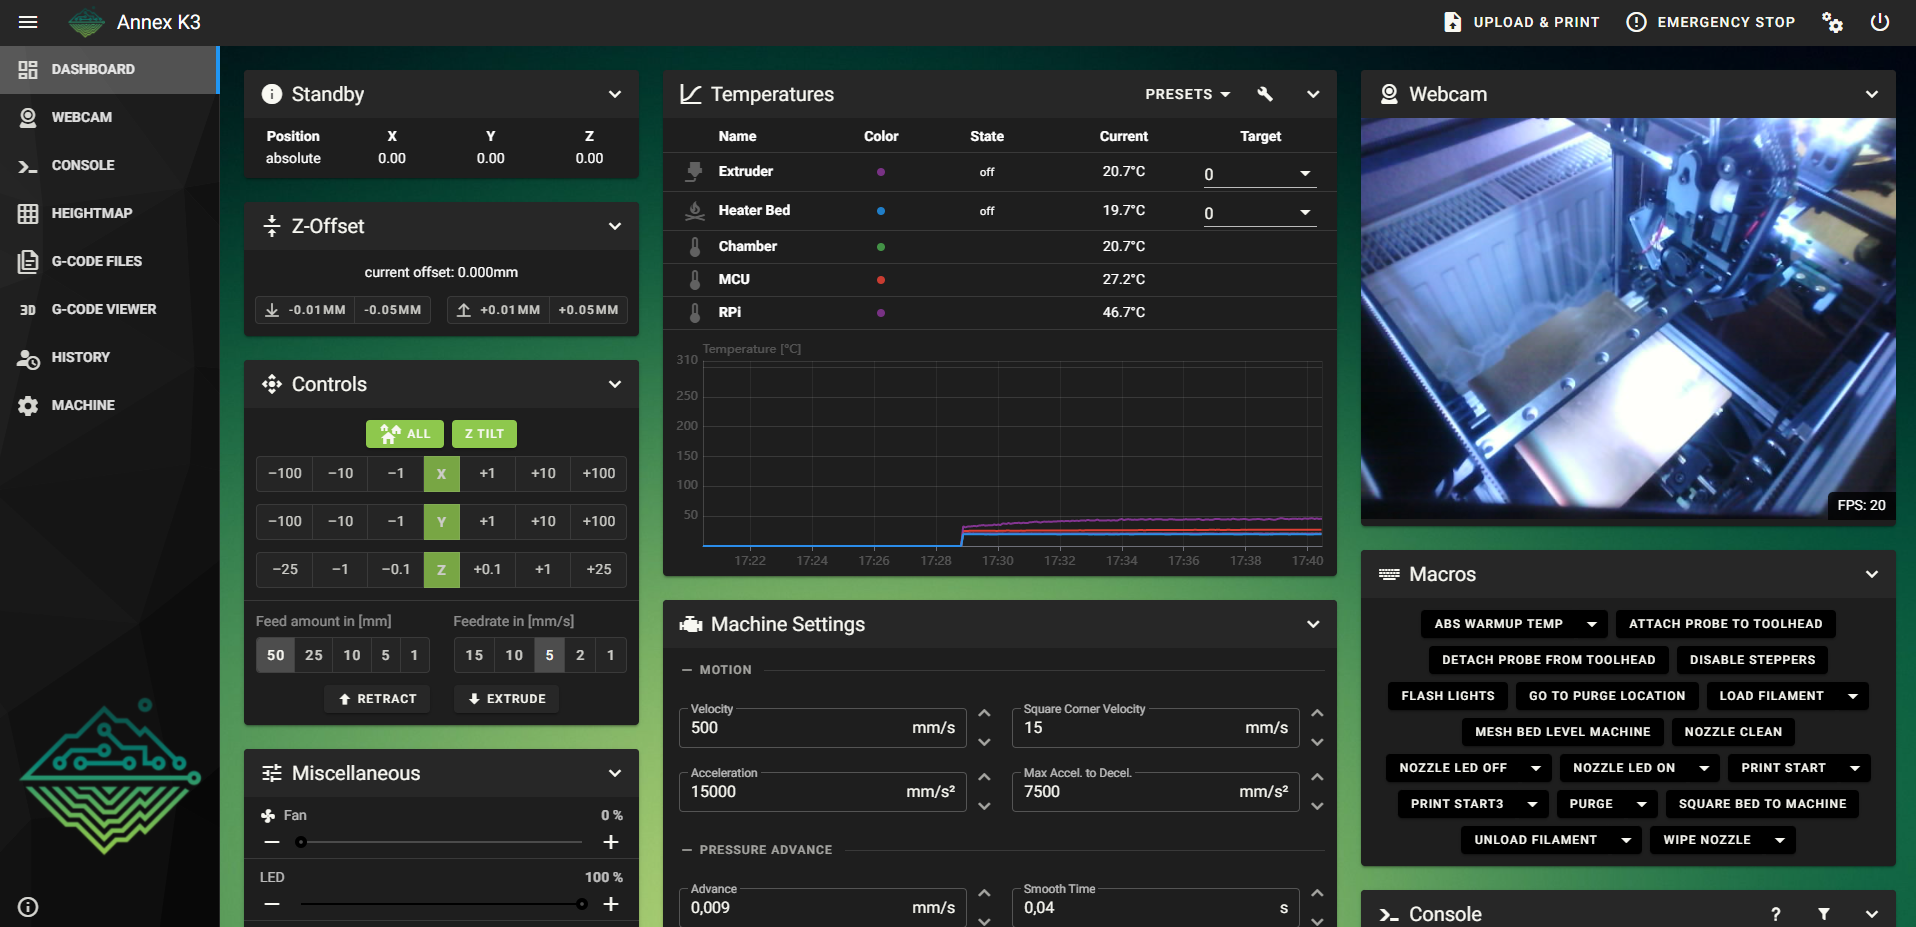 Annex K3
UPLOAD & PRINT
EMERGENCY STOP
DASHBOARD
WEBCAM
CONSOLE
HEIGHTMAP
G-CODE FILES
3D G-CODE VIEWER
HISTORY
MACHINE
Standby
Position X Y Z
absolute 0.00 0.00 0.00
Z-Offset
current offset: 0.000mm
-0.01MM -0.05MM +0.01MM +0.05MM
Controls
ALL Z TILT
−100 −10 −1 X +1 +10 +100
−100 −10 −1 Y +1 +10 +100
−25 −1 −0.1 Z +0.1 +1 +25
Feed amount in [mm] Feedrate in [mm/s]
50 25 10 5 1 15 10 5 2 1
RETRACT EXTRUDE
Miscellaneous
Fan 0 %
LED 100 %
Temperatures PRESETS
Name Color State Current Target
Extruder off 20.7°C 0
Heater Bed off 19.7°C 0
Chamber 20.7°C
MCU 27.2°C
RPi 46.7°C
Temperature [°C]
310
250
200
150
100
50
17:22 17:24 17:26 17:28 17:30 17:32 17:34 17:36 17:38 17:40
Machine Settings
MOTION
Velocity Square Corner Velocity
500 mm/s 15 mm/s
Acceleration Max Accel. to Decel.
15000 mm/s² 7500 mm/s²
PRESSURE ADVANCE
Advance Smooth Time
0,009 mm/s 0,04 s
Webcam
FPS: 20
Macros
ABS WARMUP TEMP ATTACH PROBE TO TOOLHEAD
DETACH PROBE FROM TOOLHEAD DISABLE STEPPERS
FLASH LIGHTS GO TO PURGE LOCATION LOAD FILAMENT
MESH BED LEVEL MACHINE NOZZLE CLEAN
NOZZLE LED OFF NOZZLE LED ON PRINT START
PRINT START3 PURGE SQUARE BED TO MACHINE
UNLOAD FILAMENT WIPE NOZZLE
Console ?